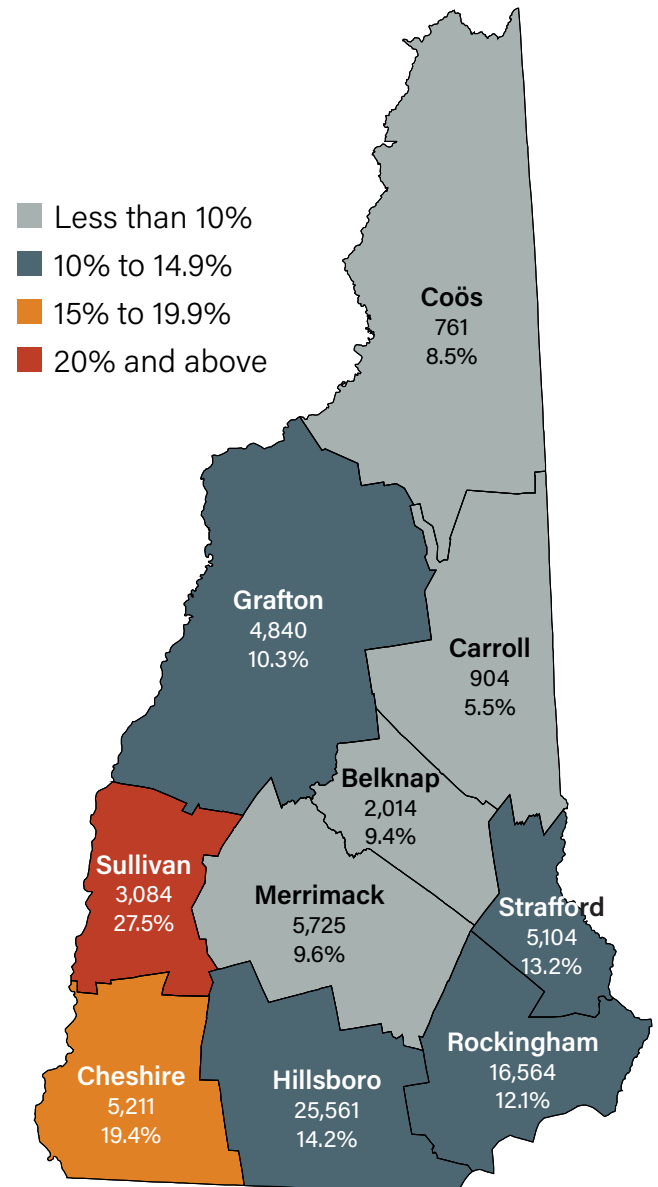 Less than 10%
10% to 14.9%
15% to 19.9%
20% and above
Coös
761
8.5%
Grafton
4,840
10.3%
Carroll
904
5.5%
Belknap
2,014
9.4%
Sullivan
3,084
27.5%
Merrimack
5,725
9.6%
Strafford
5,104
13.2%
Rockingham
16,564
12.1%
Cheshire
5,211
19.4%
Hillsboro
25,561
14.2%